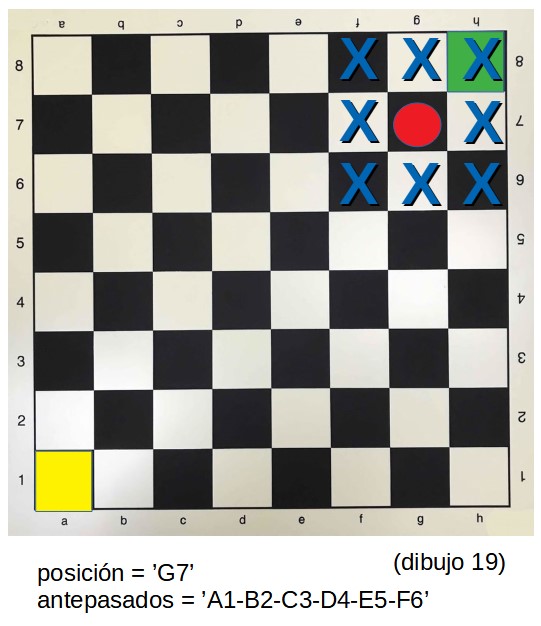 a b c d e f g h
8 X X X 8
7 X X 7
6 X X X 6
5 5
4 4
3 3
2 2
1 1
a b c d e f g h
(dibujo 19)
posición = ’G7’
antepasados = ’A1-B2-C3-D4-E5-F6’